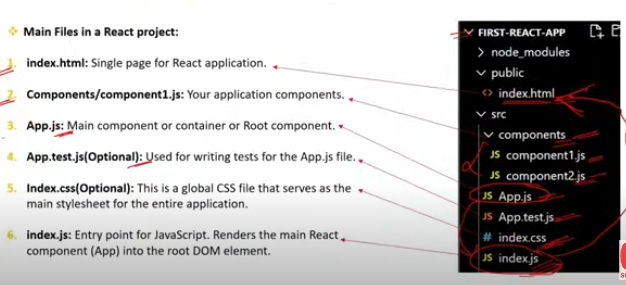 ❖ Main Files in a React project:
1. index.html: Single page for React application.
2. Components/component1.js: Your application components.
3. App.js: Main component or container or Root component.
4. App.test.js(Optional): Used for writing tests for the App.js file.
5. Index.css(Optional): This is a global CSS file that serves as the
main stylesheet for the entire application.
6. index.js: Entry point for JavaScript. Renders the main React
component (App) into the root DOM element.
FIRST-REACT-APP
node_modules
public
<> index.html
src
components
JS component1.js
JS component2.js
JS App.js
JS App.test.js
# index.css
JS index.js